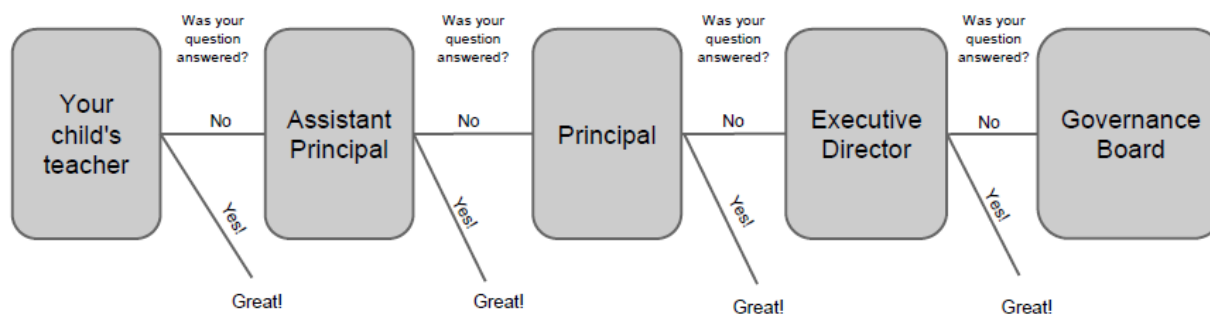 Your
child's
teacher
Was your
question
answered?
No
Yes!
Great!
Assistant
Principal
Was your
question
answered?
No
Yes!
Great!
Principal
Was your
question
answered?
No
Yes!
Great!
Executive
Director
Was your
question
answered?
No
Yes!
Great!
Governance
Board